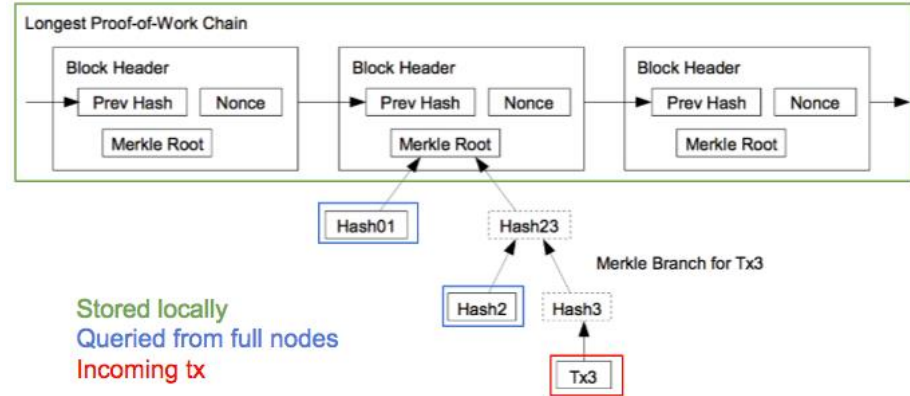 Longest Proof-of-Work Chain
Block Header Block Header Block Header
Prev Hash Nonce Prev Hash Nonce Prev Hash Nonce
Merkle Root Merkle Root Merkle Root
Hash01 Hash23
Merkle Branch for Tx3
Hash2 Hash3
Stored locally
Queried from full nodes
Incoming tx
Tx3